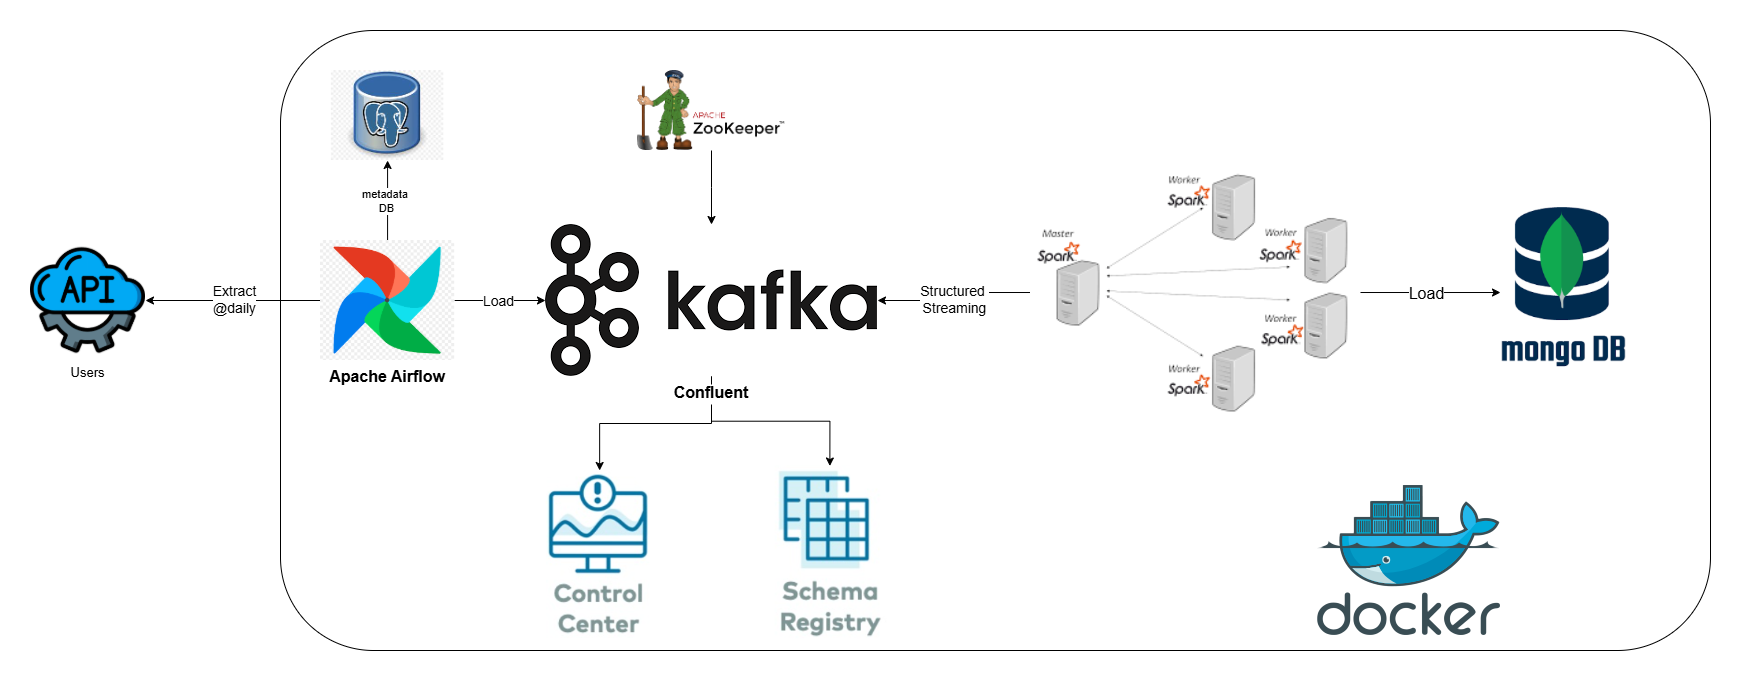 metadata
DB
APACHE
ZooKeeper™
API
Users
Extract
@daily
Apache Airflow
Load
kafka
Confluent
Control
Center
Schema
Registry
Structured
Streaming
Master
Spark
Worker
Spark
Worker
Spark
Worker
Spark
Worker
Spark
Load
mongo DB
docker